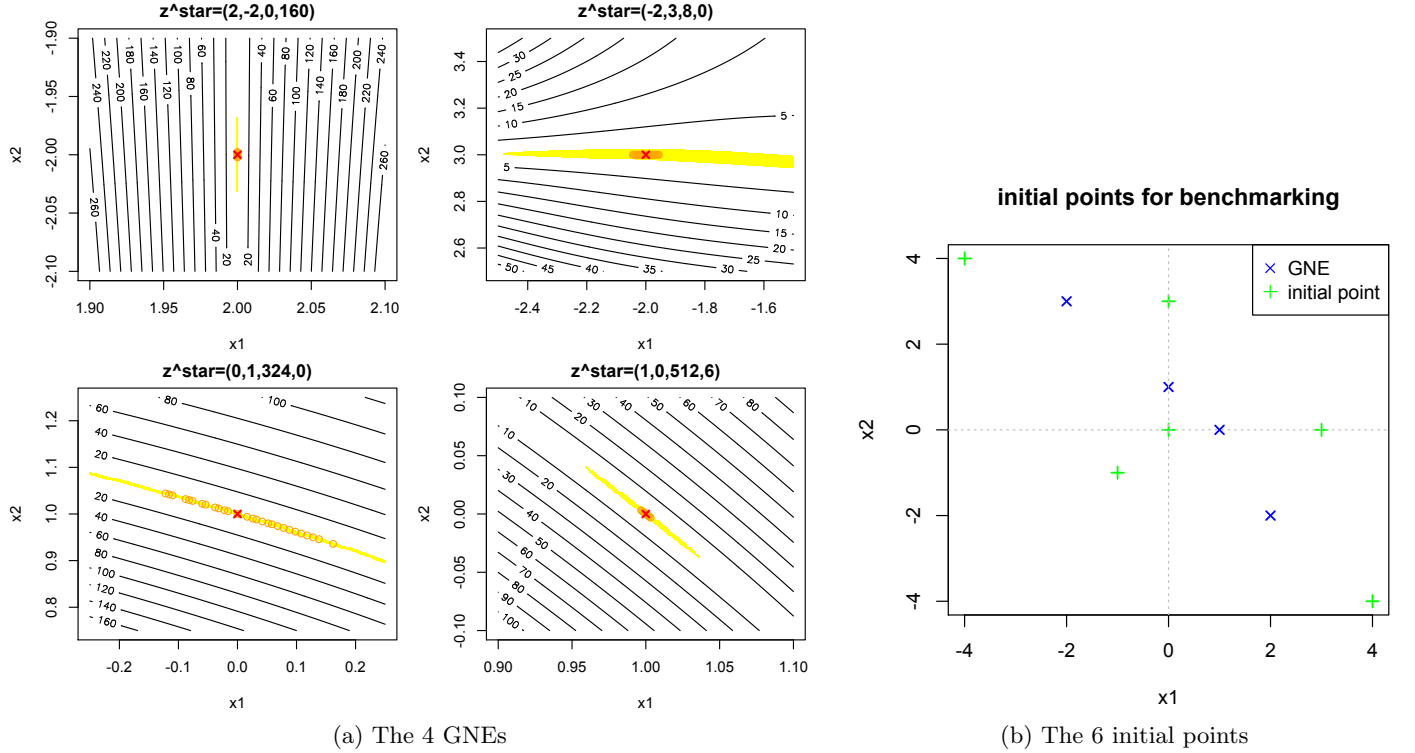 z^star=(2,-2,0,160)
-1.90
-1.95
-2.00
-2.05
-2.10
x2
240 220 200 180 160 140 120 100 80 60 40 80 60 120 100 160 140 200 180 240 220
260 40 20 20 260
1.90 1.95 2.00 2.05 2.10
x1
z^star=(-2,3,8,0)
3.4
3.2
3.0
2.8
2.6
x2
30
25
20
15
10
5
5
10
15
20
25
50 45 40 35 30
-2.4 -2.2 -2.0 -1.8 -1.6
x1
z^star=(0,1,324,0)
1.2
1.1
1.0
0.9
0.8
x2
60 80 100
40
20
20
40
60
80
100
120
140
160
-0.2 -0.1 0.0 0.1 0.2
x1
z^star=(1,0,512,6)
0.10
0.05
0.00
-0.05
-0.10
x2
10 20 30 40 50 60 70 80
10 20
30
40
50
60
70
80
90
100
0.90 0.95 1.00 1.05 1.10
x1
(a) The 4 GNEs
initial points for benchmarking
GNE
initial point
4
2
0
-2
-4
x2
-4 -2 0 2 4
x1
(b) The 6 initial points